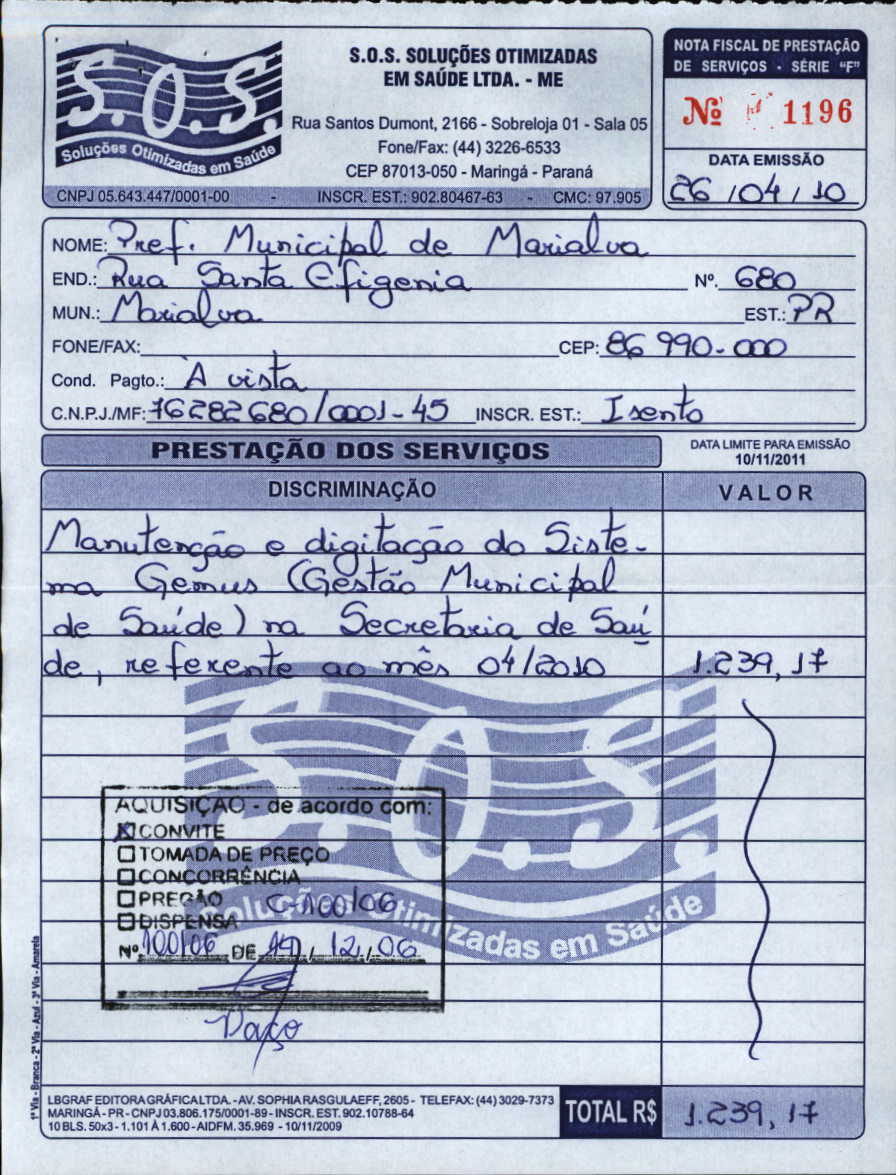 S.O.S.
Soluções Otimizadas em Saúde
S.O.S. SOLUÇÕES OTIMIZADAS
EM SAÚDE LTDA. - ME
Rua Santos Dumont, 2166 - Sobreloja 01 - Sala 05
Fone/Fax: (44) 3226-6533
CEP 87013-050 - Maringá - Paraná
CNPJ 05.643.447/0001-00 - INSCR. EST.: 902.80467-63 - CMC: 97.905
NOTA FISCAL DE PRESTAÇÃO
DE SERVIÇOS - SÉRIE "F"
Nº 1196
DATA EMISSÃO
26/04/10
NOME: Pref. Municipal de Marialva
END.: Rua Santa Efigenia Nº. 680
MUN.: Marialva EST.: PR
FONE/FAX: CEP: 86 990-000
Cond. Pagto.: À vista
C.N.P.J./MF: 76282680/0001-45 INSCR. EST.: Isento
PRESTAÇÃO DOS SERVIÇOS
DATA LIMITE PARA EMISSÃO
10/11/2011
DISCRIMINAÇÃO VALOR
Manutenção e digitação do Siste-
ma Gemus (Gestão Municipal
de Saúde) na Secretaria de Saú
de, referente ao mês 04/2010 1.239,17
S.O.S.
Soluções Otimizadas em Saúde
AQUISIÇÃO - de acordo com:
X CONVITE
TOMADA DE PREÇO
CONCORRÊNCIA
PREGÃO C-100/06
DISPENSA
Nº 100/06 DE 19/12/06
1ª Via - Branca - 2ª Via - Azul - 3ª Via - Amarela
LBGRAF EDITORA GRÁFICA LTDA. - AV. SOPHIA RASGULAEFF, 2605 - TELEFAX: (44) 3029-7373
MARINGÁ - PR - CNPJ 03.806.175/0001-89 - INSCR. EST. 902.10788-64
10 BLS. 50x3 - 1.101 À 1.600 - AIDFM. 35.969 - 10/11/2009
TOTAL R$ 1.239,17